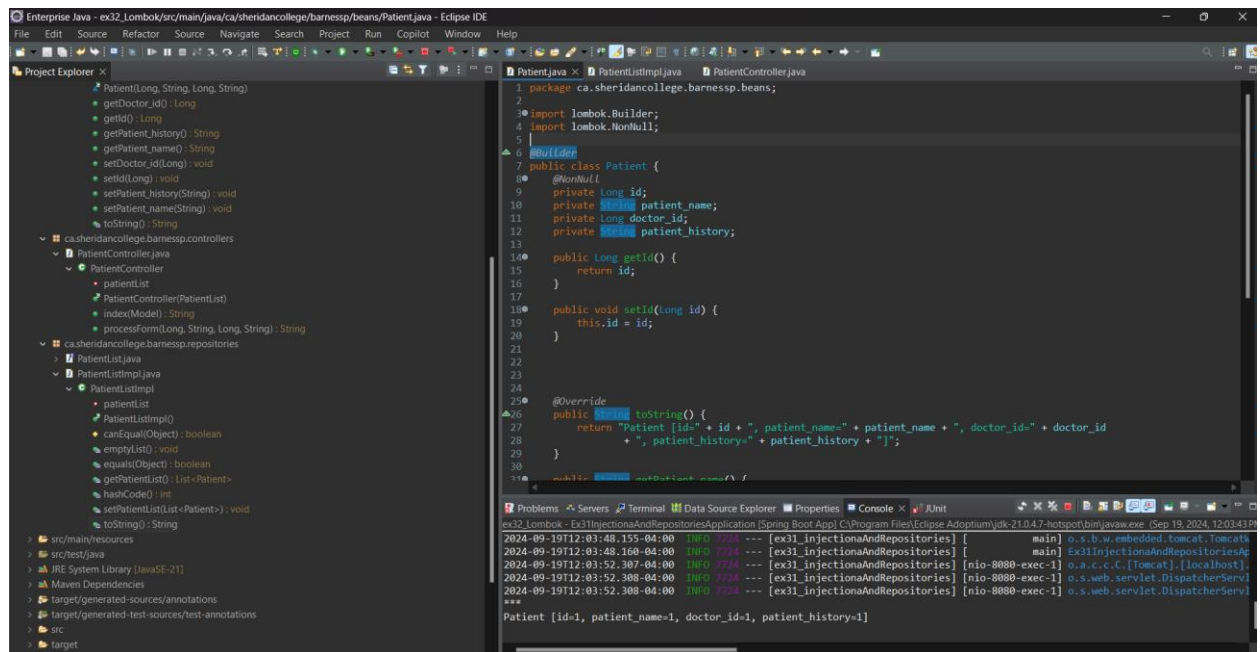 Enterprise Java - ex32_Lombok/src/main/java/ca/sheridancollege/barnessp/beans/Patient.java - Eclipse IDE
File Edit Source Refactor Source Navigate Search Project Run Copilot Window Help
Project Explorer
Patient(Long, String, Long, String)
getDoctor_id() : Long
getId() : Long
getPatient_history() : String
getPatient_name() : String
setDoctor_id(Long) : void
setId(Long) : void
setPatient_history(String) : void
setPatient_name(String) : void
toString() : String
ca.sheridancollege.barnessp.controllers
PatientController.java
PatientController
patientList
PatientController(PatientList)
index(Model) : String
processForm(Long, String, Long, String) : String
ca.sheridancollege.barnessp.repositories
PatientList.java
PatientListImpl.java
PatientListImpl
patientList
PatientListImpl()
canEqual(Object) : boolean
emptyList() : void
equals(Object) : boolean
getPatientList() : List<Patient>
hashCode() : int
setPatientList(List<Patient>) : void
toString() : String
src/main/resources
src/test/java
JRE System Library [JavaSE-21]
Maven Dependencies
target/generated-sources/annotations
target/generated-test-sources/test-annotations
src
target
Patient.java PatientListImpl.java PatientController.java
1 package ca.sheridancollege.barnessp.beans;
2
3 import lombok.Builder;
4 import lombok.NonNull;
5
6 @Builder
7 public class Patient {
8 @NonNull
9 private Long id;
10 private String patient_name;
11 private Long doctor_id;
12 private String patient_history;
13
14 public Long getId() {
15 return id;
16 }
17
18 public void setId(Long id) {
19 this.id = id;
20 }
21
22
23
24
25 @Override
26 public String toString() {
27 return "Patient [id=" + id + ", patient_name=" + patient_name + ", doctor_id=" + doctor_id
28 + ", patient_history=" + patient_history + "]";
29 }
30
31 public String getPatient_name() {
Problems Servers Terminal Data Source Explorer Properties Console JUnit
ex32_Lombok - Ex31InjectionaAndRepositoriesApplication [Spring Boot App] C:\Program Files\Eclipse Adoptium\jdk-21.0.4.7-hotspot\bin\javaw.exe (Sep 19, 2024, 12:03:43 P
2024-09-19T12:03:48.155-04:00 INFO 7724 --- [ex31_injectionaAndRepositories] [ main] o.s.b.w.embedded.tomcat.TomcatW
2024-09-19T12:03:48.160-04:00 INFO 7724 --- [ex31_injectionaAndRepositories] [ main] Ex31InjectionaAndRepositoriesAp
2024-09-19T12:03:52.307-04:00 INFO 7724 --- [ex31_injectionaAndRepositories] [nio-8080-exec-1] o.a.c.c.C.[Tomcat].[localhost].
2024-09-19T12:03:52.308-04:00 INFO 7724 --- [ex31_injectionaAndRepositories] [nio-8080-exec-1] o.s.web.servlet.DispatcherServl
2024-09-19T12:03:52.308-04:00 INFO 7724 --- [ex31_injectionaAndRepositories] [nio-8080-exec-1] o.s.web.servlet.DispatcherServl
***
Patient [id=1, patient_name=1, doctor_id=1, patient_history=1]